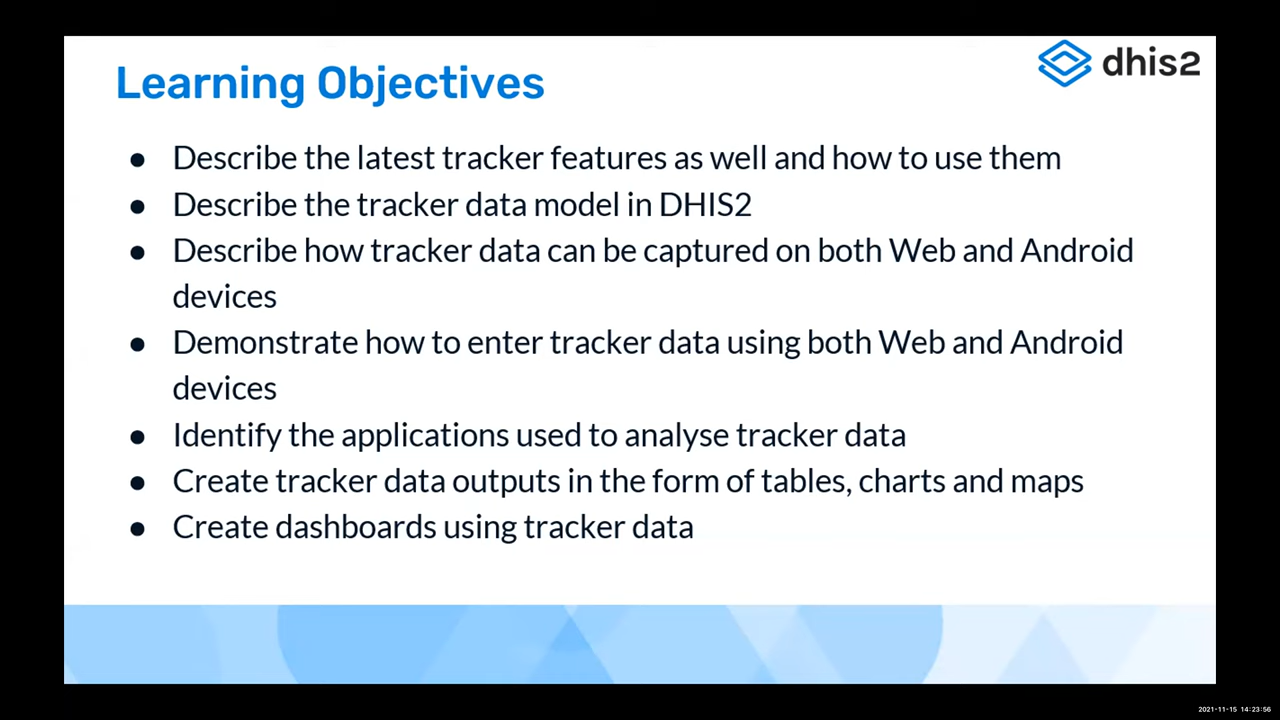 dhis2
Learning Objectives
● Describe the latest tracker features as well and how to use them
● Describe the tracker data model in DHIS2
● Describe how tracker data can be captured on both Web and Android
devices
● Demonstrate how to enter tracker data using both Web and Android
devices
● Identify the applications used to analyse tracker data
● Create tracker data outputs in the form of tables, charts and maps
● Create dashboards using tracker data
2021-11-15 14:23:56